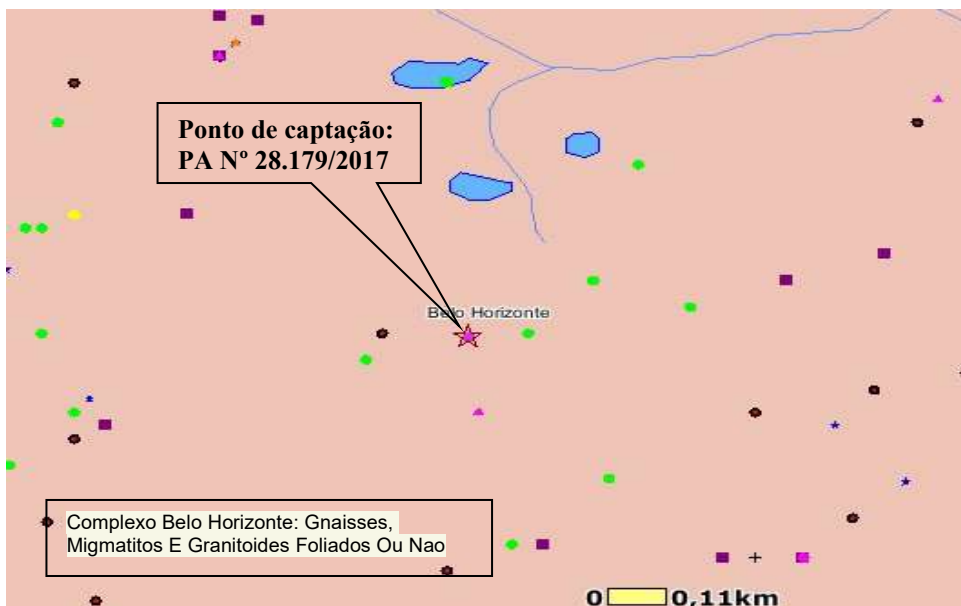 Ponto de captação:
PA Nº 28.179/2017
Belo Horizonte
Complexo Belo Horizonte: Gnaisses,
Migmatitos E Granitoides Foliados Ou Nao
0 0,11km